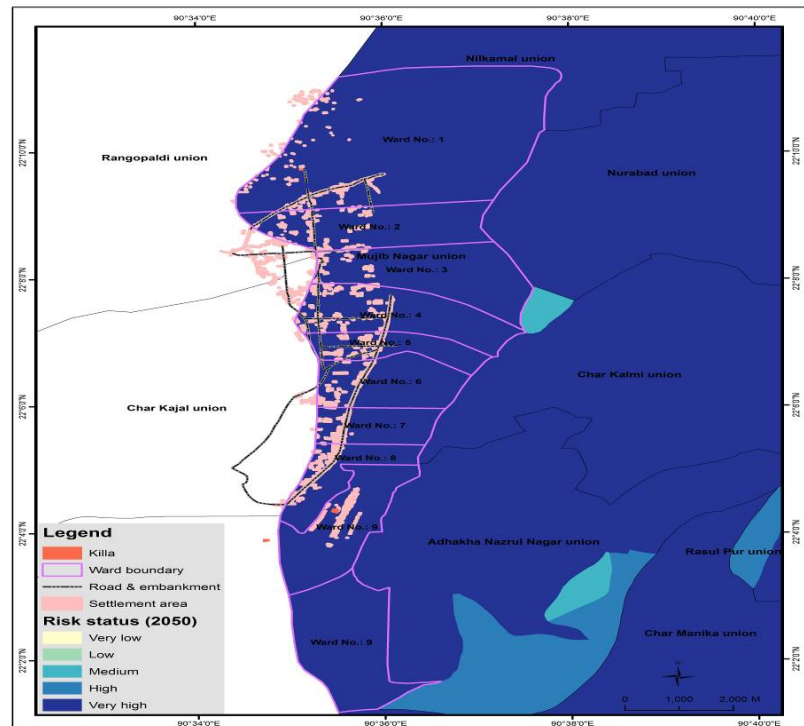 90°34'0"E 90°36'0"E 90°38'0"E 90°40'0"E
Nilkamal union
Ward No.: 1
22°10'0"N
22°10'0"N
Rangopaldi union
Nurabad union
Ward No.: 2
Mujib Nagar union
Ward No.: 3
22°8'0"N
22°8'0"N
Ward No.: 4
Ward No.: 5
Char Kalmi union
Ward No.: 6
Char Kajal union
22°6'0"N
22°6'0"N
Ward No.: 7
Ward No.: 8
Ward No.: 9
22°4'0"N
22°4'0"N
Adhakha Nazrul Nagar union
Rasul Pur union
Char Manika union
Ward No.: 9
22°2'0"N
22°2'0"N
Legend
Killa
Ward boundary
Road & embankment
Settlement area
Risk status (2050)
Very low
Low
Medium
High
Very high
N
0 1,000 2,000 M
90°34'0"E 90°36'0"E 90°38'0"E 90°40'0"E